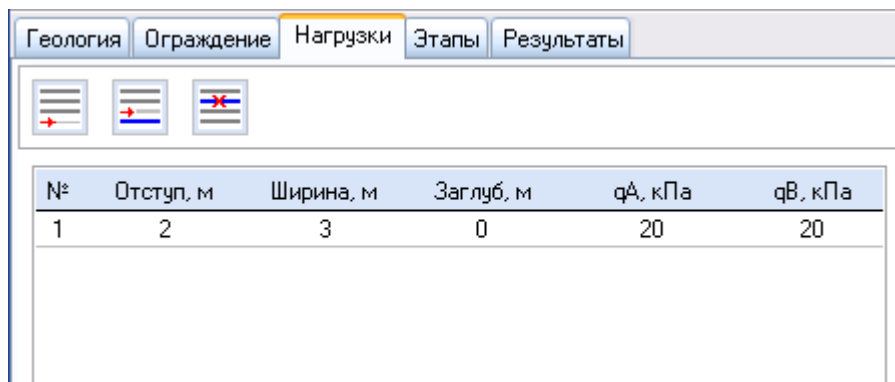 Геология Ограждение Нагрузки Этапы Результаты
№ Отступ, м Ширина, м Заглуб, м qA, кПа qB, кПа
1 2 3 0 20 20